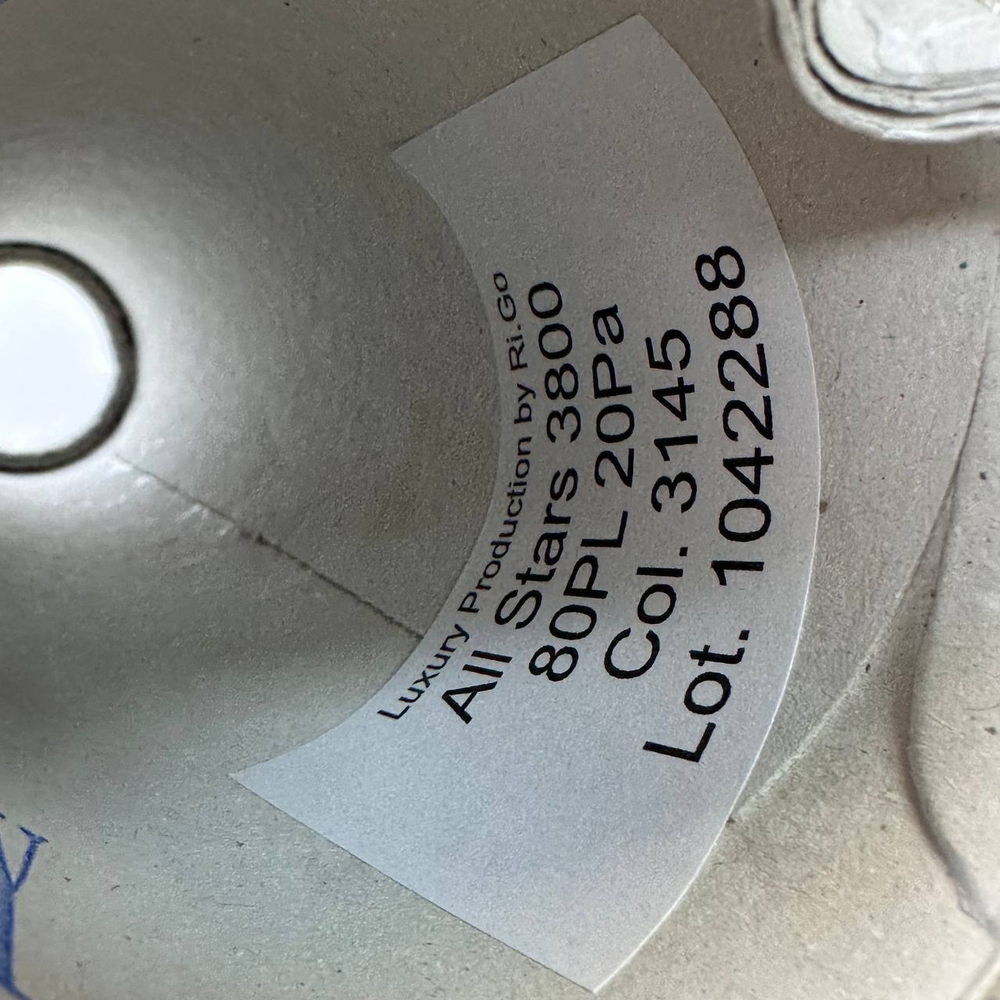 Luxury Production by Ri.Go
All Stars 3800
80PL 20Pa
Col. 3145
Lot. 1042288
Y